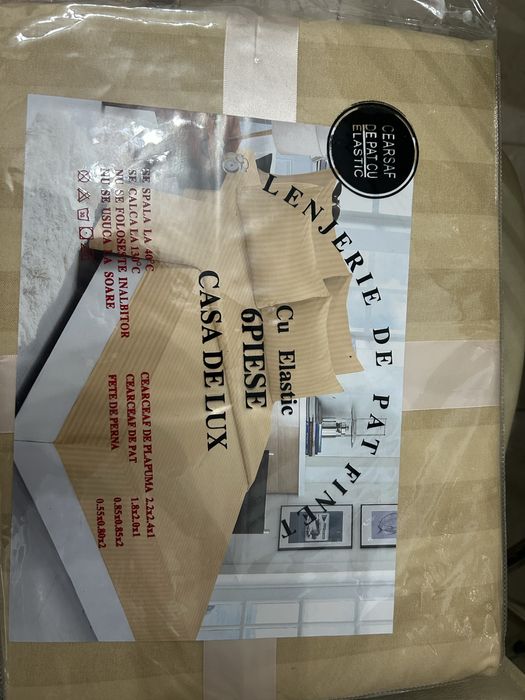 CEARSAF
DE PAT CU
ELASTIC
LENJERIE DE PAT FINET
Cu Elastic
6PIESE
CASA DE LUX
SE SPALA LA 40°C
SE CALCA LA 130°C
NU SE FOLOSESTE INALBITOR
NU SE USUCA LA SOARE
CEARCEAF DE PLAPUMA 2.2x2.4x1
CEARCEAF DE PAT 1.8x2.0x1
FETE DE PERNA 0.85x0.85x2
0.55x0.80x2